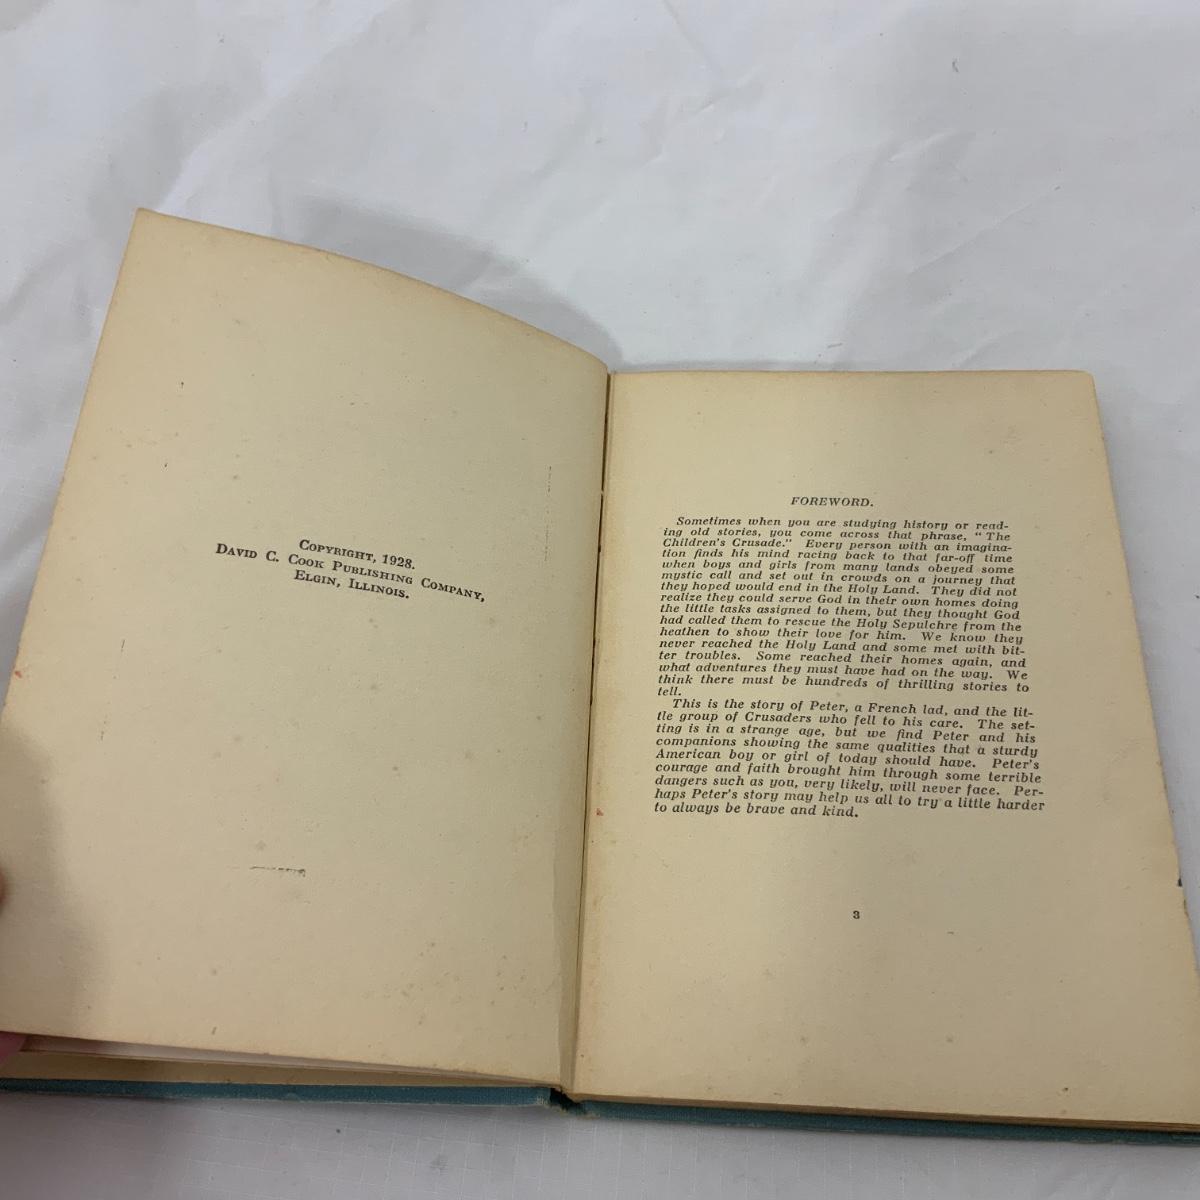 COPYRIGHT, 1928.
DAVID C. COOK PUBLISHING COMPANY,
ELGIN, ILLINOIS.
FOREWORD.
Sometimes when you are studying history or read-
ing old stories, you come across that phrase, "The
Children's Crusade." Every person with an imagina-
tion finds his mind racing back to that far-off time
when boys and girls from many lands obeyed some
mystic call and set out in crowds on a journey that
they hoped would end in the Holy Land. They did not
realize they could serve God in their own homes doing
the little tasks assigned to them, but they thought God
had called them to rescue the Holy Sepulchre from the
heathen to show their love for him. We know they
never reached the Holy Land and some met with bit-
ter troubles. Some reached their homes again, and
what adventures they must have had on the way. We
think there must be hundreds of thrilling stories to
tell.
This is the story of Peter, a French lad, and the lit-
tle group of Crusaders who fell to his care. The set-
ting is in a strange age, but we find Peter and his
companions showing the same qualities that a sturdy
American boy or girl of today should have. Peter's
courage and faith brought him through some terrible
dangers such as you, very likely, will never face. Per-
haps Peter's story may help us all to try a little harder
to always be brave and kind.
3